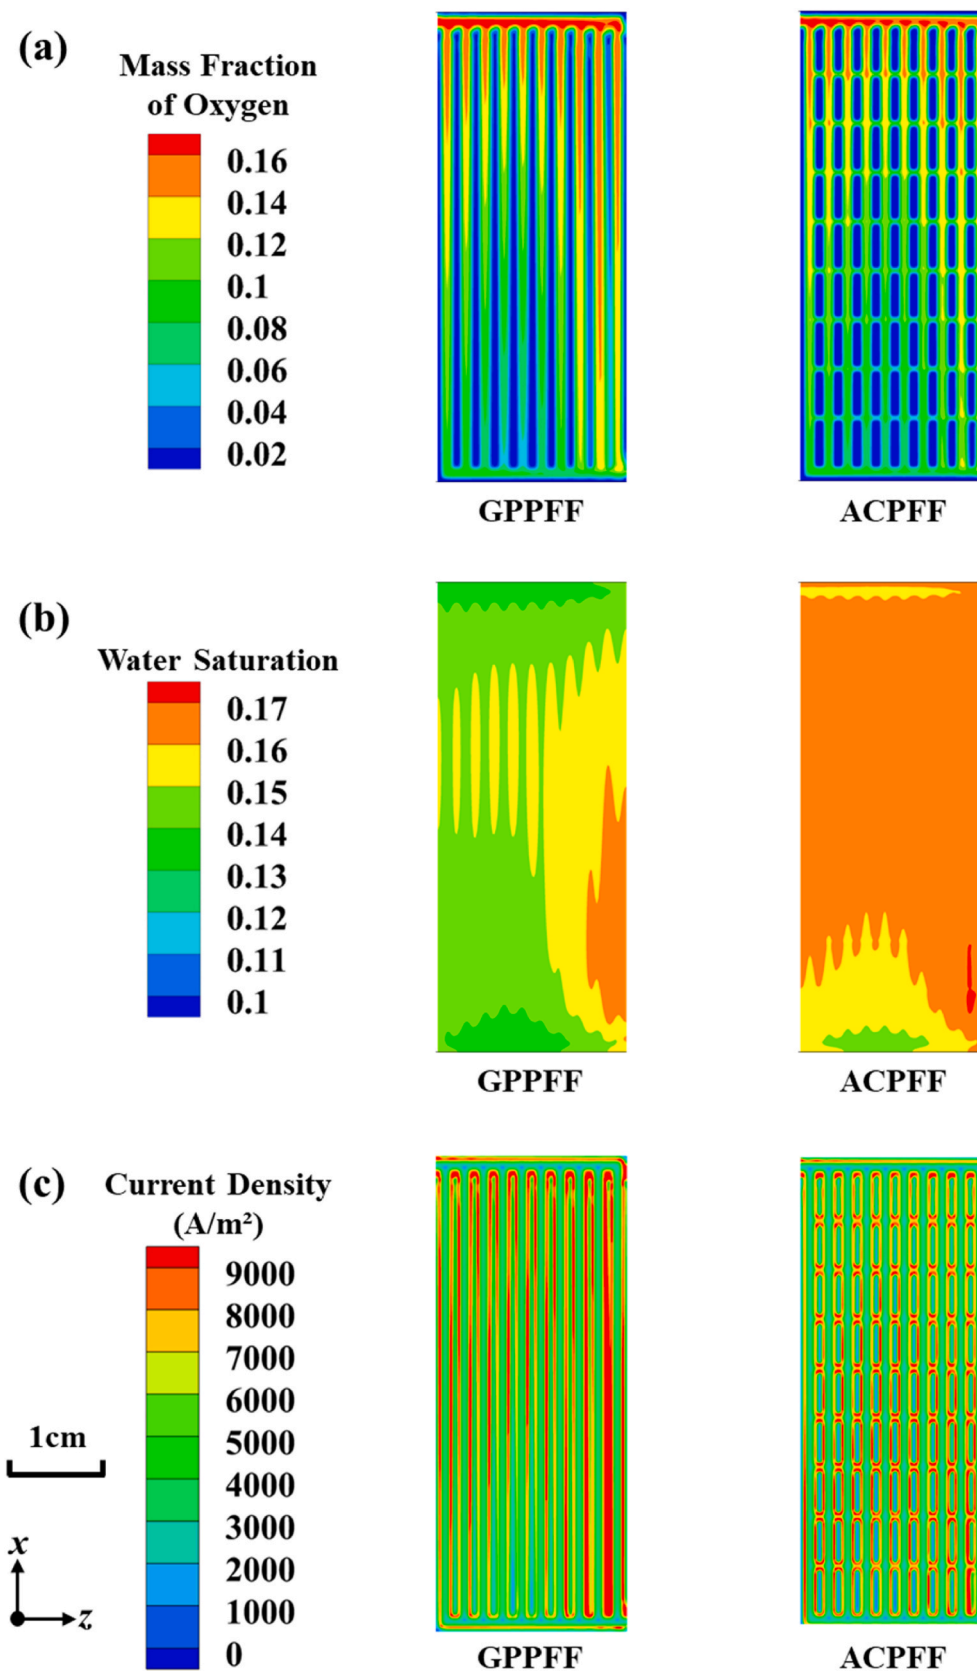 (a)
Mass Fraction
of Oxygen
0.16
0.14
0.12
0.1
0.08
0.06
0.04
0.02
GPPFF
ACPFF
(b)
Water Saturation
0.17
0.16
0.15
0.14
0.13
0.12
0.11
0.1
GPPFF
ACPFF
(c)
Current Density
(A/m²)
9000
8000
7000
6000
5000
4000
3000
2000
1000
0
1cm
x
z
GPPFF
ACPFF